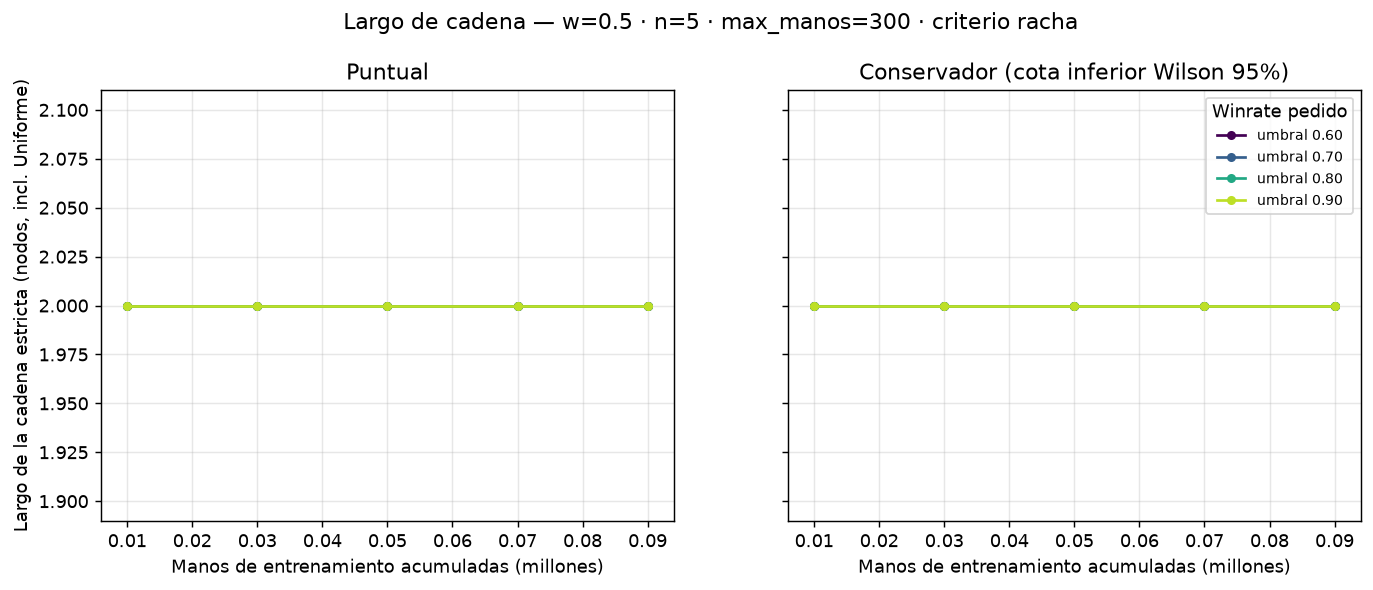 Largo de cadena — w=0.5 · n=5 · max_manos=300 · criterio racha
Puntual
Largo de la cadena estricta (nodos, incl. Uniforme)
2.100
2.075
2.050
2.025
2.000
1.975
1.950
1.925
1.900
0.01 0.02 0.03 0.04 0.05 0.06 0.07 0.08 0.09
Manos de entrenamiento acumuladas (millones)
Conservador (cota inferior Wilson 95%)
Winrate pedido
umbral 0.60
umbral 0.70
umbral 0.80
umbral 0.90
0.01 0.02 0.03 0.04 0.05 0.06 0.07 0.08 0.09
Manos de entrenamiento acumuladas (millones)